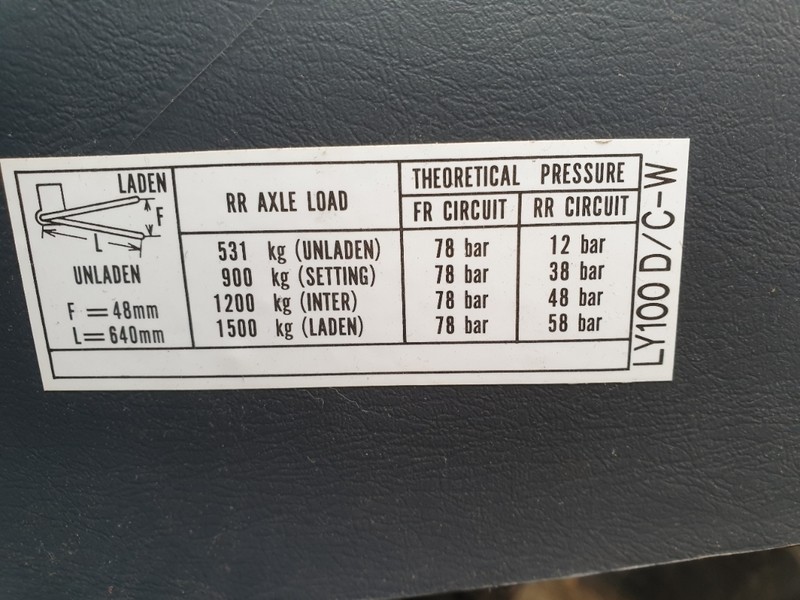 LADEN
F
L
UNLADEN
F = 48mm
L = 640mm
RR AXLE LOAD
THEORETICAL PRESSURE
FR CIRCUIT RR CIRCUIT
531 kg (UNLADEN) 78 bar 12 bar
900 kg (SETTING) 78 bar 38 bar
1200 kg (INTER) 78 bar 48 bar
1500 kg (LADEN) 78 bar 58 bar
LY100 D/C-W